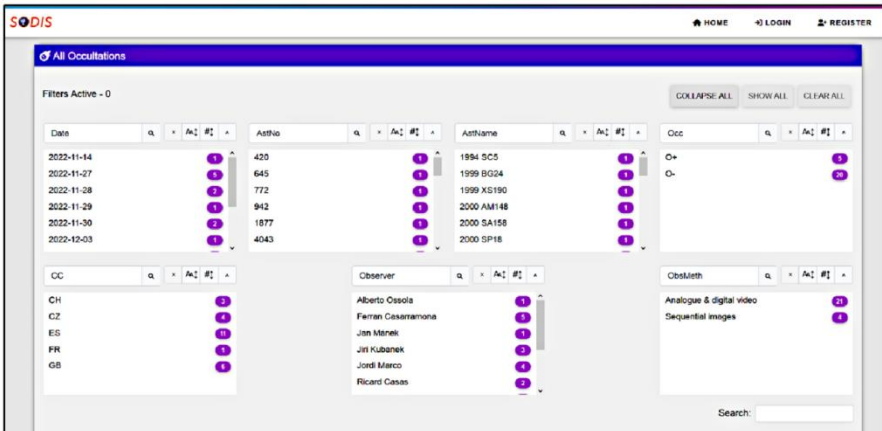 SODIS
HOME LOGIN REGISTER
All Occultations
Filters Active - 0
COLLAPSE ALL SHOW ALL CLEAR ALL
Date
2022-11-14 1
2022-11-27 5
2022-11-28 2
2022-11-29 1
2022-11-30 2
2022-12-03 1
AstNo
420 1
645 1
772 1
942 1
1877 1
4043 1
AstName
1994 SC5 1
1999 BG24 1
1999 XS190 1
2000 AM148 1
2000 SA158 1
2000 SP18 1
Occ
O+ 5
O- 20
CC
CH 3
CZ 4
ES 11
FR 1
GB 6
Observer
Alberto Ossola 1
Ferran Casarramona 5
Jan Mánek 1
Jiri Kubanek 3
Jordi Marco 4
Ricard Casas 2
ObsMeth
Analogue & digital video 21
Sequential images 4
Search: